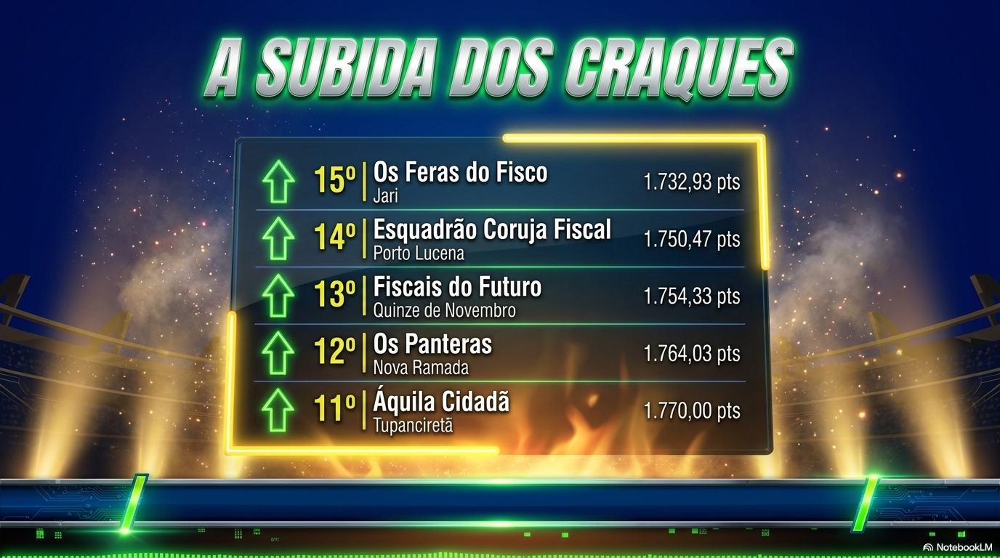 A SUBIDA DOS CRAQUES
15º Os Feras do Fisco 1.732,93 pts
Jari
14º Esquadrão Coruja Fiscal 1.750,47 pts
Porto Lucena
13º Fiscais do Futuro 1.754,33 pts
Quinze de Novembro
12º Os Panteras 1.764,03 pts
Nova Ramada
11º Áquila Cidadã 1.770,00 pts
Tupanciretã
NotebookLM